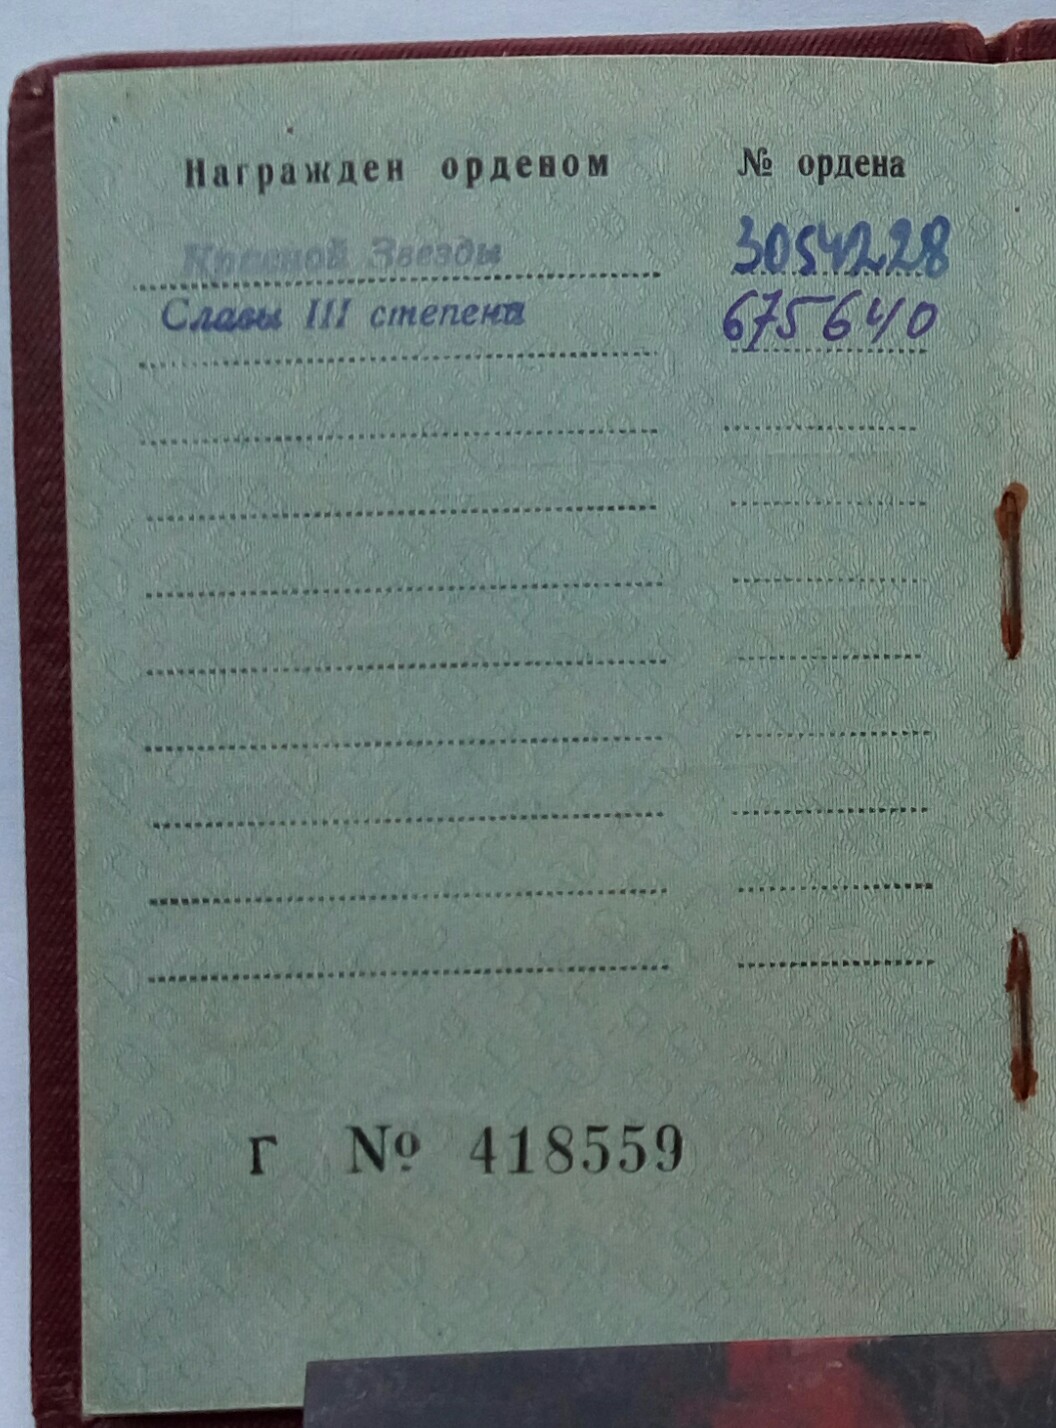 Награжден орденом № ордена
Красной Звезды 3054228
Славы III степени 675640
Г № 418559